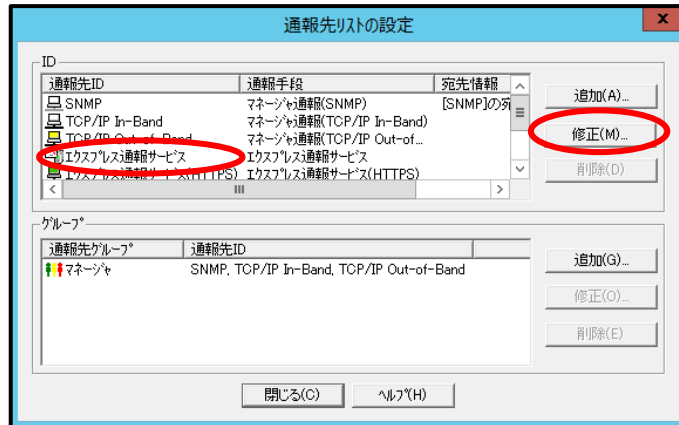 通報先リストの設定
x
ID
通報先ID 通報手段 宛先情報
SNMP マネージャ通報(SNMP) [SNMP]の宛
TCP/IP In-Band マネージャ通報(TCP/IP In-Band)
TCP/IP Out-of-Band マネージャ通報(TCP/IP Out-of...
エクスプレス通報サービス エクスプレス通報サービス
エクスプレス通報サービス(HTTPS) エクスプレス通報サービス(HTTPS)
追加(A)...
修正(M)...
削除(D)
グループ
通報先グループ 通報先ID
マネージャ SNMP, TCP/IP In-Band, TCP/IP Out-of-Band
追加(G)...
修正(O)...
削除(E)
閉じる(C) ヘルプ(H)